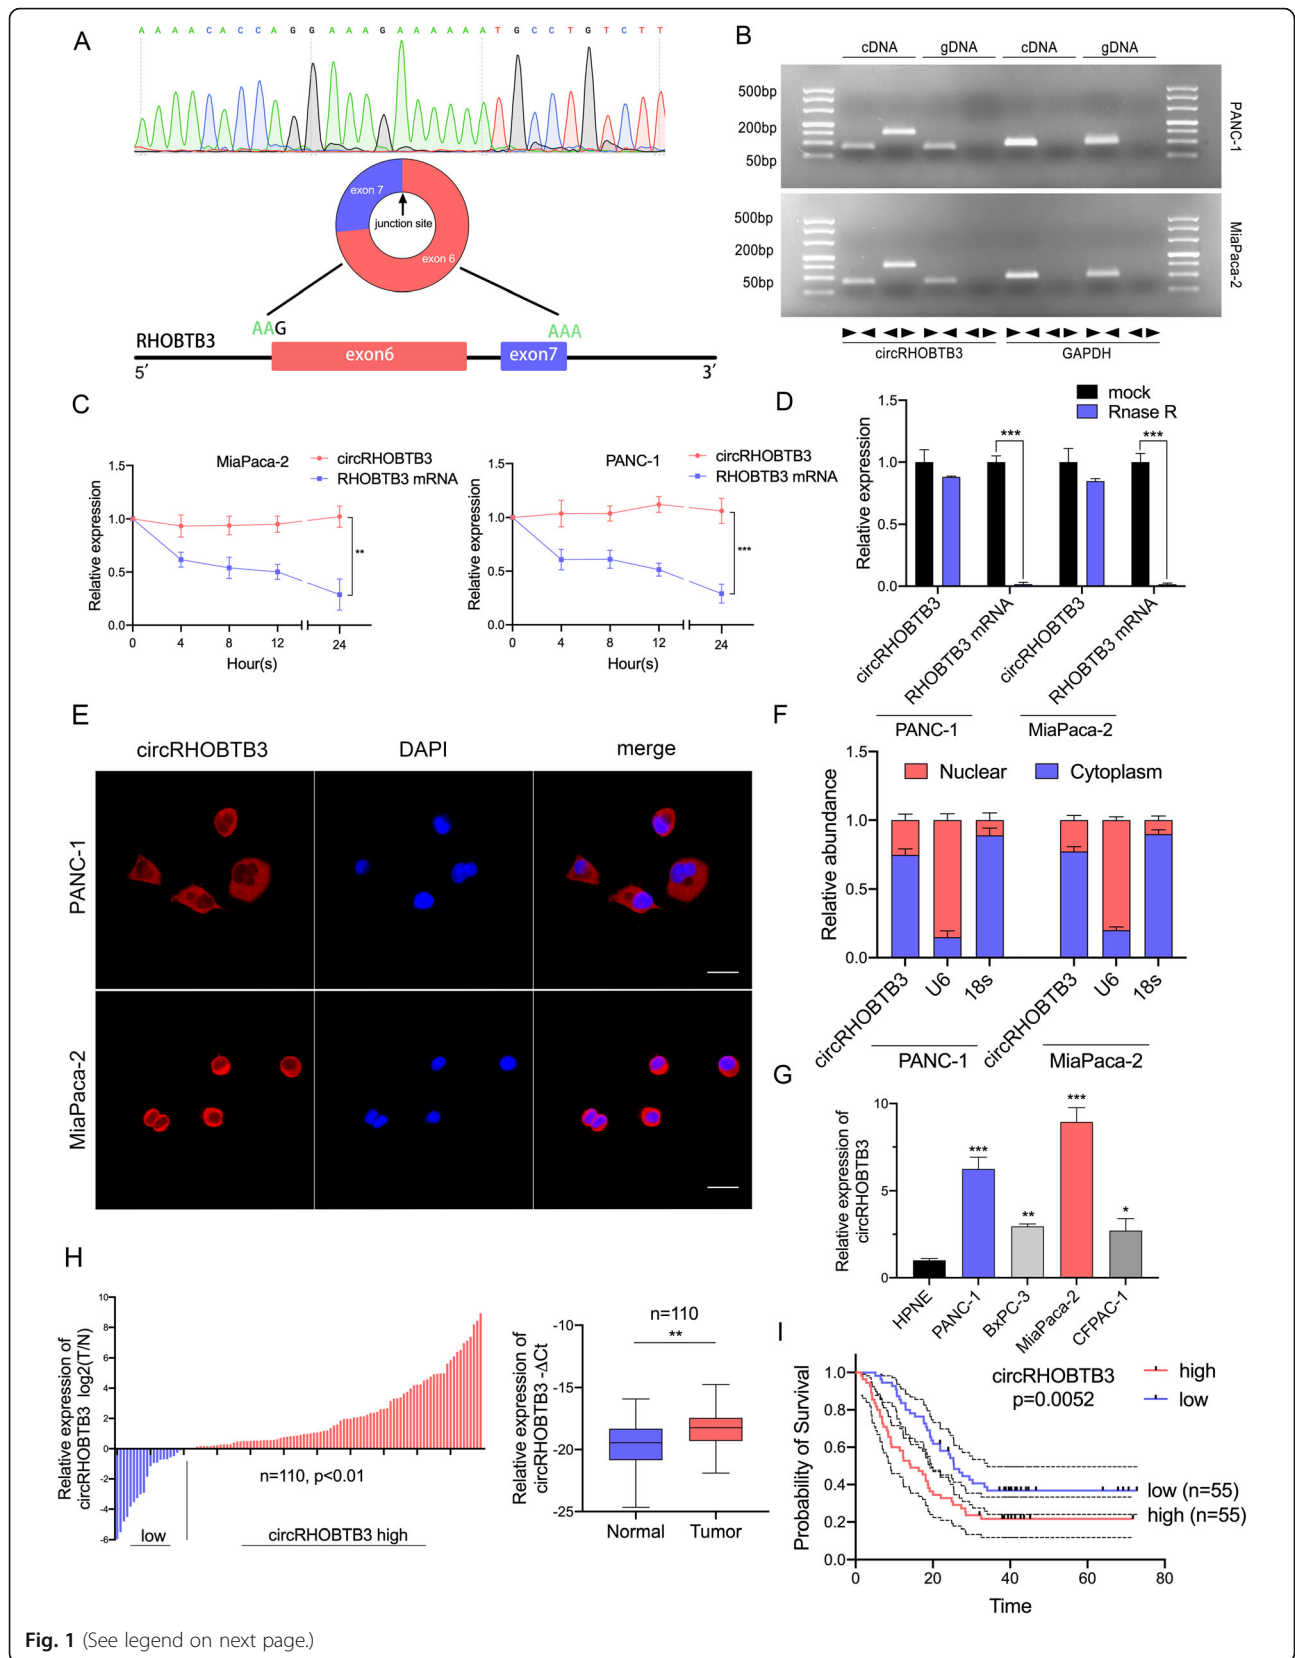 A
A A A A C A C C A G G A A A G A A A A A A T G C C T G T C T T
exon 7
junction site
exon 6
AAG
AAA
RHOBTB3
exon6
exon7
5′
3′
B
cDNA
gDNA
cDNA
gDNA
500bp
200bp
50bp
PANC-1
500bp
200bp
50bp
MiaPaca-2
circRHOBTB3
GAPDH
C
MiaPaca-2
circRHOBTB3
RHOBTB3 mRNA
Relative expression
1.5
1.0
0.5
0.0
**
0 4 8 12 24
Hour(s)
PANC-1
circRHOBTB3
RHOBTB3 mRNA
Relative expression
1.5
1.0
0.5
0.0
***
0 4 8 12 24
Hour(s)
D
mock
Rnase R
Relative expression
1.5
1.0
0.5
0.0
***
***
circRHOBTB3
RHOBTB3 mRNA
circRHOBTB3
RHOBTB3 mRNA
PANC-1
MiaPaca-2
E
circRHOBTB3
DAPI
merge
PANC-1
MiaPaca-2
F
Nuclear
Cytoplasm
Relative abundance
1.5
1.0
0.5
0.0
circRHOBTB3
U6
18s
circRHOBTB3
U6
18s
PANC-1
MiaPaca-2
G
Relative expression of
circRHOBTB3
10
5
0
***
**
***
*
HPNE
PANC-1
BxPC-3
MiaPaca-2
CFPAC-1
H
Relative expression of
circRHOBTB3 log2(T/N)
10
8
6
4
2
0
-2
-4
-6
n=110, p<0.01
low
circRHOBTB3 high
Relative expression of
circRHOBTB3 -ΔCt
-10
-15
-20
-25
n=110
**
Normal
Tumor
I
Probability of Survival
1.0
0.8
0.6
0.4
0.2
0.0
circRHOBTB3
p=0.0052
high
low
low (n=55)
high (n=55)
0 20 40 60 80
Time
Fig. 1 (See legend on next page.)